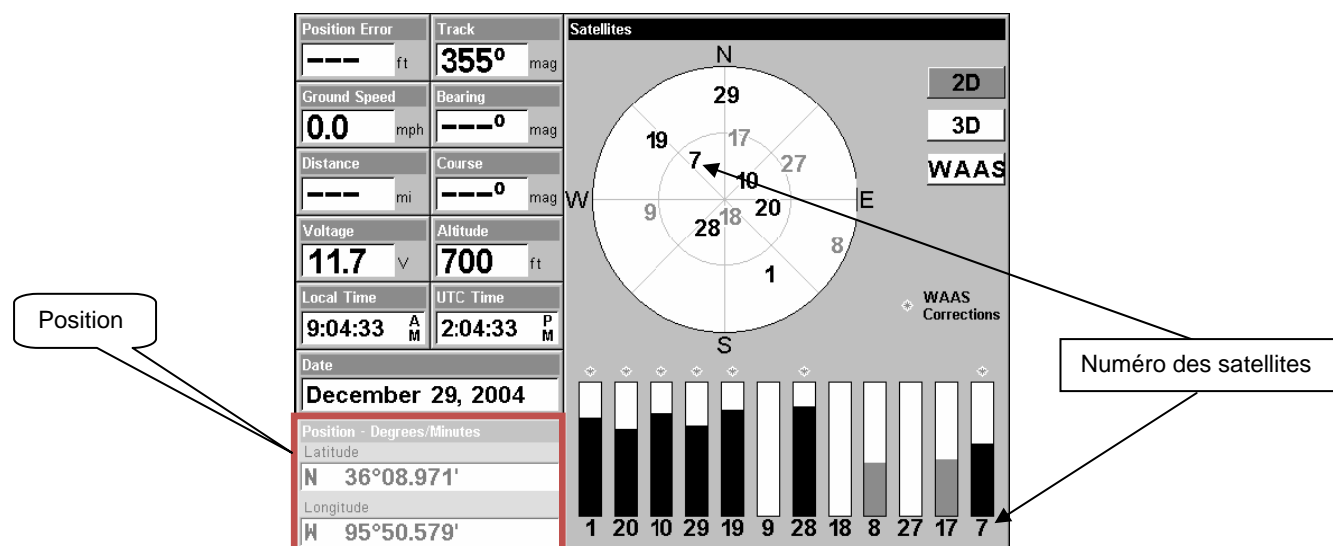 Position Error
--- ft
Track
355° mag
Ground Speed
0.0 mph
Bearing
---° mag
Distance
--- mi
Course
---° mag
Voltage
11.7 V
Altitude
700 ft
Local Time
9:04:33 AM
UTC Time
2:04:33 PM
Date
December 29, 2004
Position - Degrees/Minutes
Latitude
N 36°08.971'
Longitude
W 95°50.579'
Position
Satellites
N
29
19
17
7
27
10
W
E
9
18
20
28
8
1
S
2D
3D
WAAS
WAAS
Corrections
Numéro des satellites
1 20 10 29 19 9 28 18 8 27 17 7